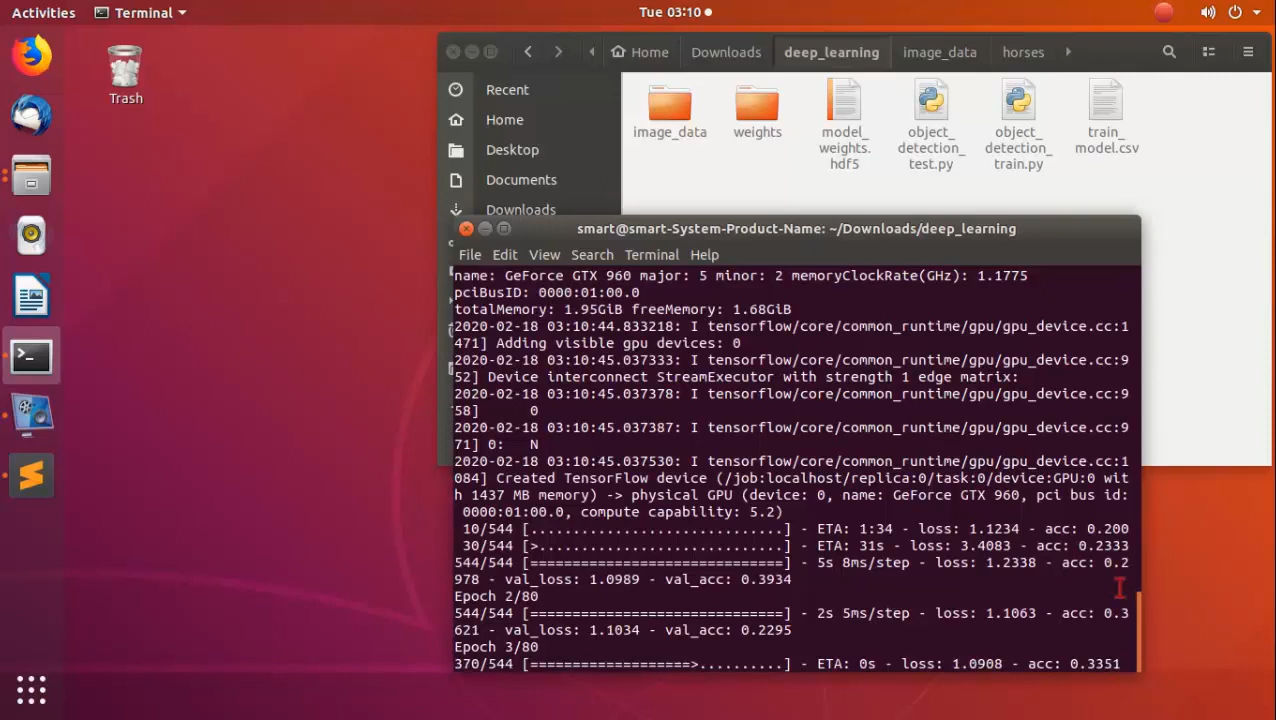 Activities
Terminal
Tue 03:10
Trash
Home
Downloads
deep_learning
image_data
horses
Recent
Home
Desktop
Documents
Downloads
image_data
weights
model_
weights.
hdf5
object_
detection_
test.py
object_
detection_
train.py
train_
model.csv
smart@smart-System-Product-Name: ~/Downloads/deep_learning
File Edit View Search Terminal Help
name: GeForce GTX 960 major: 5 minor: 2 memoryClockRate(GHz): 1.1775
pciBusID: 0000:01:00.0
totalMemory: 1.95GiB freeMemory: 1.68GiB
2020-02-18 03:10:44.833218: I tensorflow/core/common_runtime/gpu/gpu_device.cc:1
471] Adding visible gpu devices: 0
2020-02-18 03:10:45.037333: I tensorflow/core/common_runtime/gpu/gpu_device.cc:9
52] Device interconnect StreamExecutor with strength 1 edge matrix:
2020-02-18 03:10:45.037378: I tensorflow/core/common_runtime/gpu/gpu_device.cc:9
58]      0
2020-02-18 03:10:45.037387: I tensorflow/core/common_runtime/gpu/gpu_device.cc:9
71] 0:   N
2020-02-18 03:10:45.037530: I tensorflow/core/common_runtime/gpu/gpu_device.cc:1
084] Created TensorFlow device (/job:localhost/replica:0/task:0/device:GPU:0 wit
h 1437 MB memory) -> physical GPU (device: 0, name: GeForce GTX 960, pci bus id:
0000:01:00.0, compute capability: 5.2)
10/544 [..............................] - ETA: 1:34 - loss: 1.1234 - acc: 0.200
30/544 [>.............................] - ETA: 31s - loss: 3.4083 - acc: 0.2333
544/544 [==============================] - 5s 8ms/step - loss: 1.2338 - acc: 0.2
978 - val_loss: 1.0989 - val_acc: 0.3934
Epoch 2/80
544/544 [==============================] - 2s 5ms/step - loss: 1.1063 - acc: 0.3
621 - val_loss: 1.1034 - val_acc: 0.2295
Epoch 3/80
370/544 [===================>..........] - ETA: 0s - loss: 1.0908 - acc: 0.3351